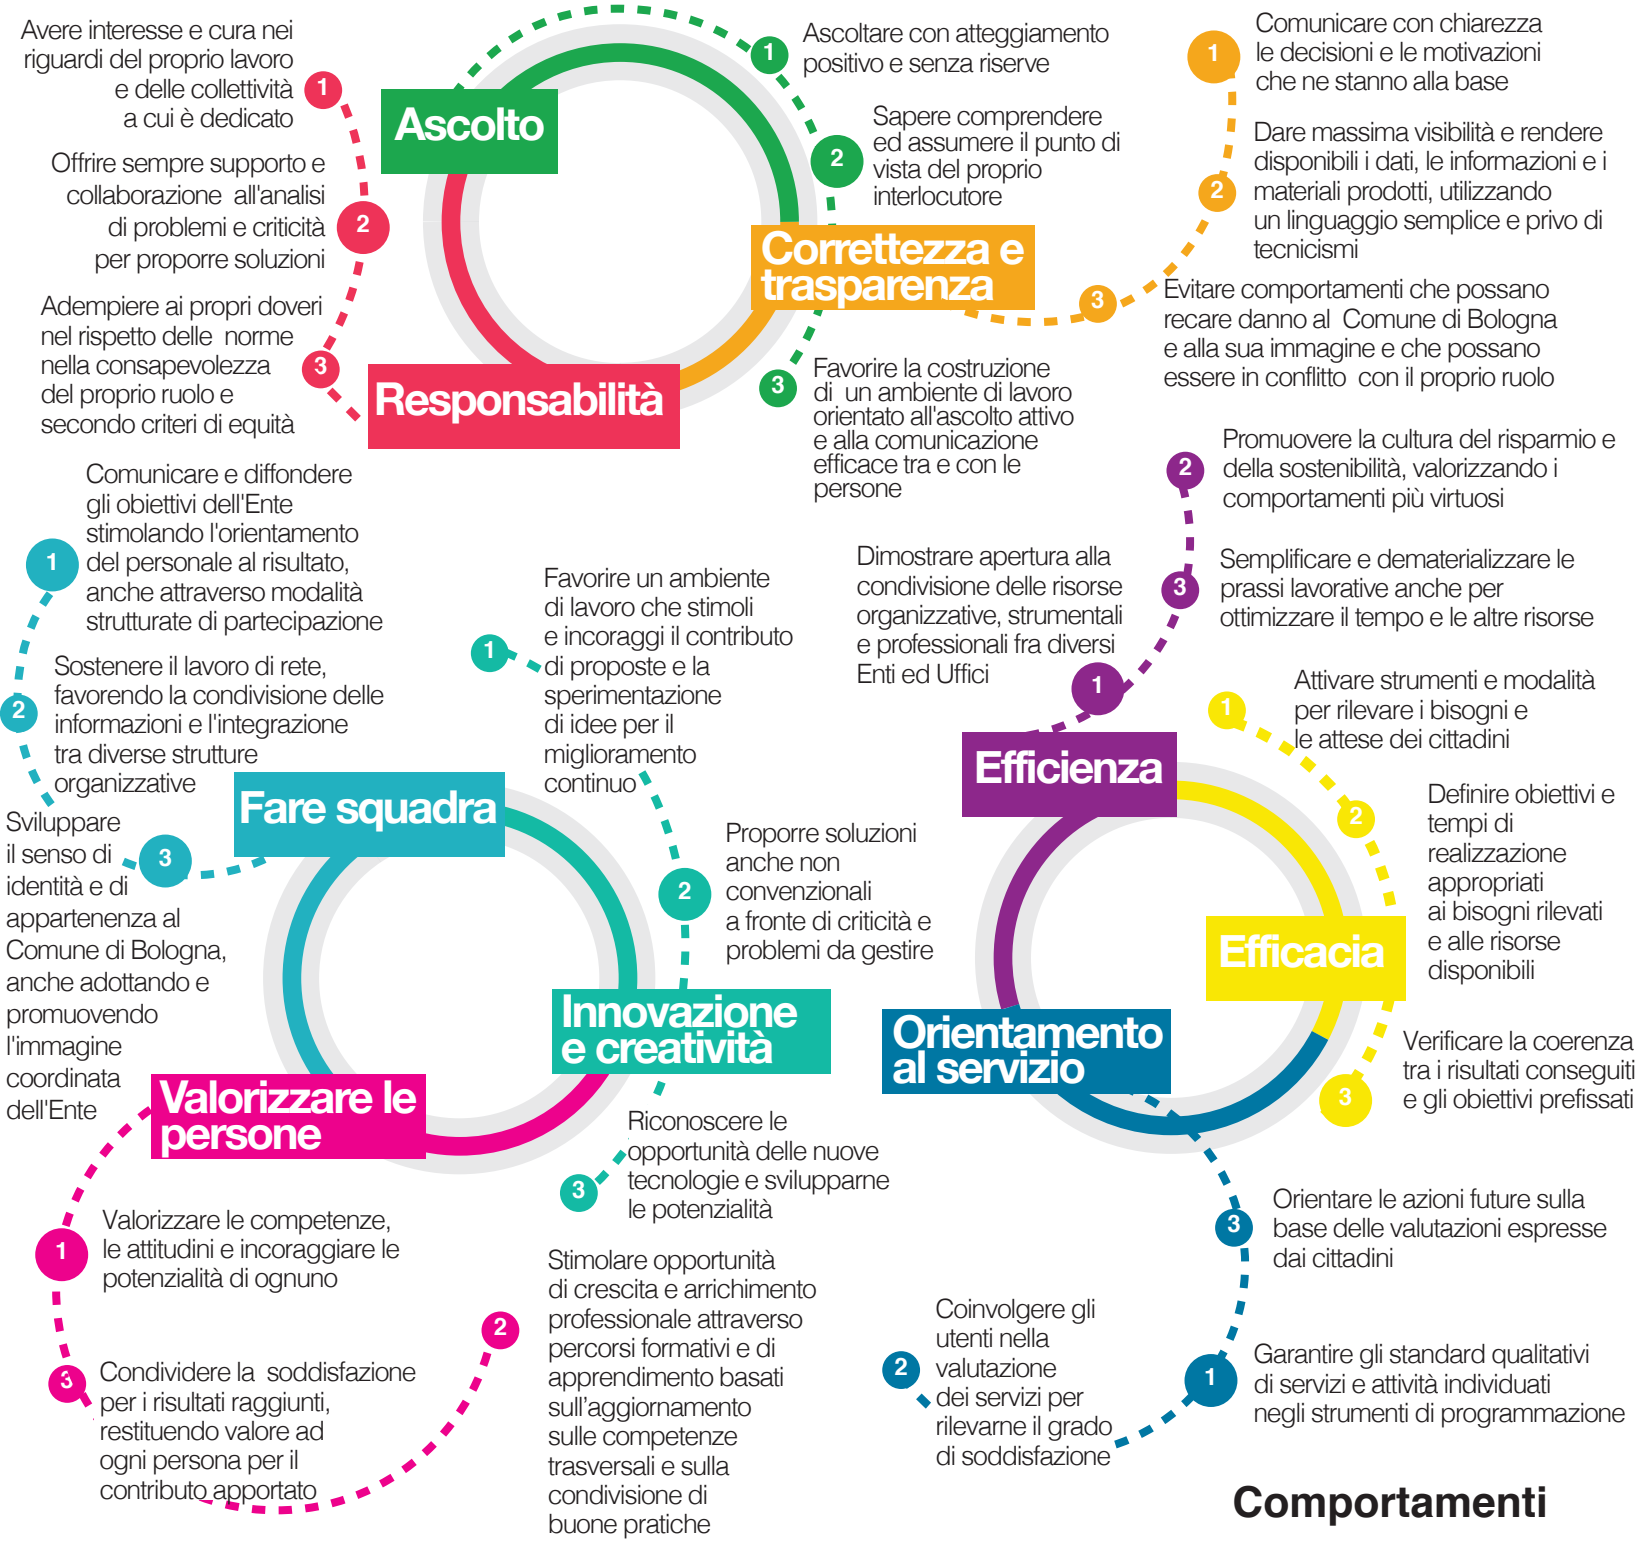 Ascolto
1
Ascoltare con atteggiamento
positivo e senza riserve
2
Sapere comprendere
ed assumere il punto di
vista del proprio
interlocutore
3
Favorire la costruzione
di un ambiente di lavoro
orientato all'ascolto attivo
e alla comunicazione
efficace tra e con le
persone
Correttezza e
trasparenza
1
Comunicare con chiarezza
le decisioni e le motivazioni
che ne stanno alla base
2
Dare massima visibilità e rendere
disponibili i dati, le informazioni e i
materiali prodotti, utilizzando
un linguaggio semplice e privo di
tecnicismi
3
Evitare comportamenti che possano
recare danno al Comune di Bologna
e alla sua immagine e che possano
essere in conflitto con il proprio ruolo
Responsabilità
1
Avere interesse e cura nei
riguardi del proprio lavoro
e delle collettività
a cui è dedicato
2
Offrire sempre supporto e
collaborazione all'analisi
di problemi e criticità
per proporre soluzioni
3
Adempiere ai propri doveri
nel rispetto delle norme
nella consapevolezza
del proprio ruolo e
secondo criteri di equità
Fare squadra
1
Comunicare e diffondere
gli obiettivi dell'Ente
stimolando l'orientamento
del personale al risultato,
anche attraverso modalità
strutturate di partecipazione
2
Sostenere il lavoro di rete,
favorendo la condivisione delle
informazioni e l'integrazione
tra diverse strutture
organizzative
3
Sviluppare
il senso di
identità e di
appartenenza al
Comune di Bologna,
anche adottando e
promuovendo
l'immagine
coordinata
dell'Ente
Innovazione
e creatività
1
Favorire un ambiente
di lavoro che stimoli
e incoraggi il contributo
di proposte e la
sperimentazione
di idee per il
miglioramento
continuo
2
Proporre soluzioni
anche non
convenzionali
a fronte di criticità e
problemi da gestire
3
Riconoscere le
opportunità delle nuove
tecnologie e svilupparne
le potenzialità
Valorizzare le
persone
1
Valorizzare le competenze,
le attitudini e incoraggiare le
potenzialità di ognuno
2
Stimolare opportunità
di crescita e arrichimento
professionale attraverso
percorsi formativi e di
apprendimento basati
sull'aggiornamento
sulle competenze
trasversali e sulla
condivisione di
buone pratiche
3
Condividere la soddisfazione
per i risultati raggiunti,
restituendo valore ad
ogni persona per il
contributo apportato
Efficienza
1
Dimostrare apertura alla
condivisione delle risorse
organizzative, strumentali
e professionali fra diversi
Enti ed Uffici
2
Promuovere la cultura del risparmio e
della sostenibilità, valorizzando i
comportamenti più virtuosi
3
Semplificare e dematerializzare le
prassi lavorative anche per
ottimizzare il tempo e le altre risorse
Efficacia
1
Attivare strumenti e modalità
per rilevare i bisogni e
le attese dei cittadini
2
Definire obiettivi e
tempi di
realizzazione
appropriati
ai bisogni rilevati
e alle risorse
disponibili
3
Verificare la coerenza
tra i risultati conseguiti
e gli obiettivi prefissati
Orientamento
al servizio
3
Orientare le azioni future sulla
base delle valutazioni espresse
dai cittadini
2
Coinvolgere gli
utenti nella
valutazione
dei servizi per
rilevarne il grado
di soddisfazione
1
Garantire gli standard qualitativi
di servizi e attività individuati
negli strumenti di programmazione
Comportamenti